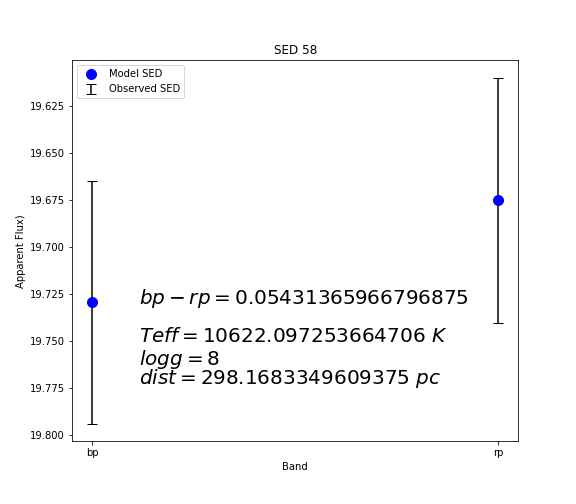 SED 58
Model SED
Observed SED
19.625
19.650
19.675
19.700
19.725
19.750
19.775
19.800
Apparent Flux)
bp − rp = 0.05431365966796875
Teff = 10622.097253664706 K
logg = 8
dist = 298.1683349609375 pc
bp
rp
Band